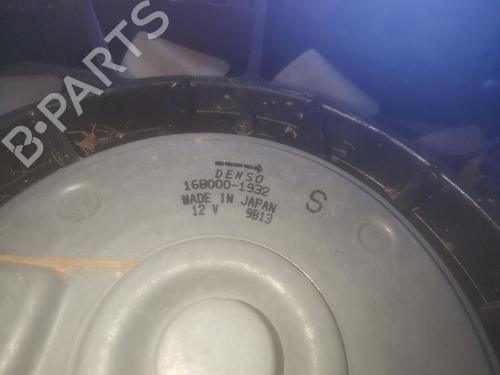 B-PARTS
DENSO
168000-1932
MADE IN JAPAN
12 V 9B13
S